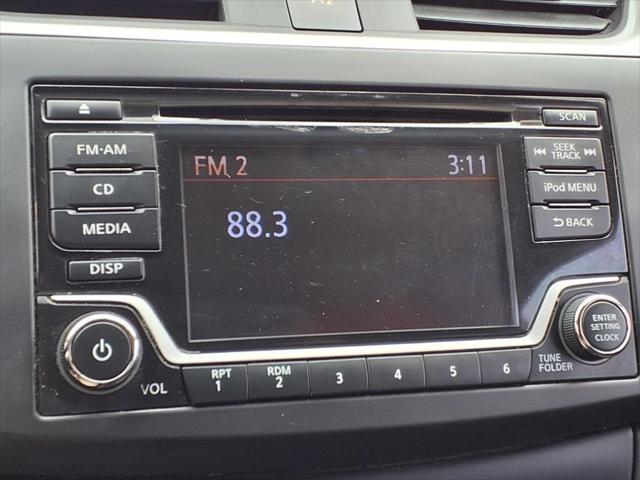 SCAN
FM·AM
SEEK
TRACK
FM 2
3:11
CD
iPod MENU
MEDIA
88.3
BACK
DISP
ENTER
SETTING
CLOCK
VOL
RPT
1
RDM
2
3
4
5
6
TUNE
FOLDER